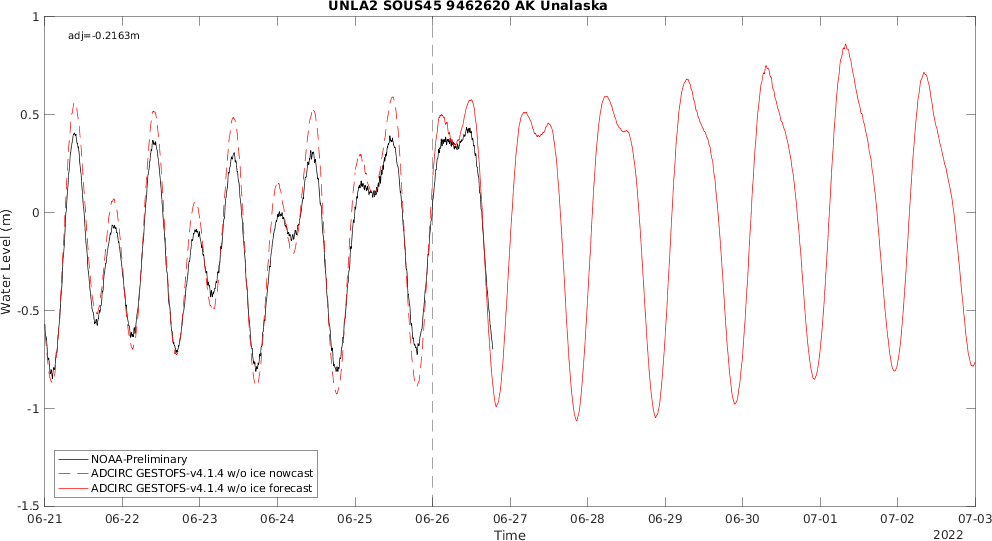 UNLA2 SOUS45 9462620 AK Unalaska
adj=-0.2163m
1
0.5
0
-0.5
-1
-1.5
Water Level (m)
NOAA-Preliminary
ADCIRC GESTOFS-v4.1.4 w/o ice nowcast
ADCIRC GESTOFS-v4.1.4 w/o ice forecast
06-21 06-22 06-23 06-24 06-25 06-26 06-27 06-28 06-29 06-30 07-01 07-02 07-03
Time
2022